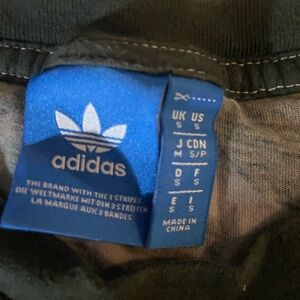 adidas
THE BRAND WITH THE 3 STRIPES
DIE WELTMARKE MIT DEN 3 STREIFEN
LA MARQUE AUX 3 BANDES
UK US
S S
J CDN
M S/P
D F
S S
E I
S S
MADE IN
CHINA